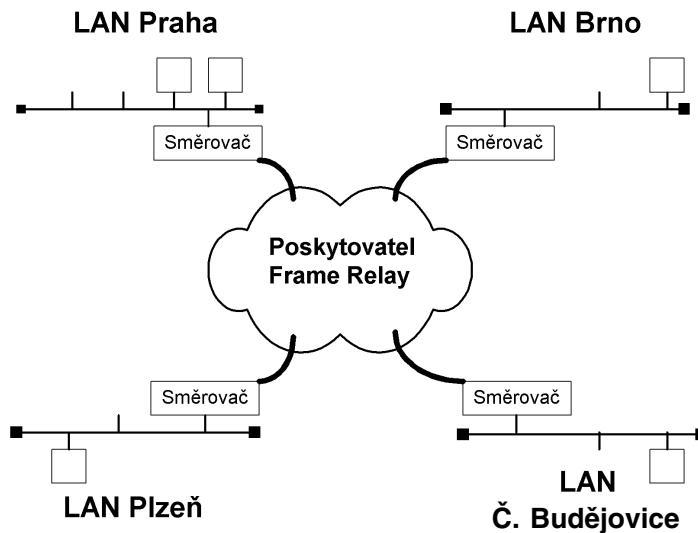 LAN Praha
LAN Brno
Směrovač
Směrovač
Poskytovatel
Frame Relay
Směrovač
Směrovač
LAN Plzeň
LAN
Č. Budějovice